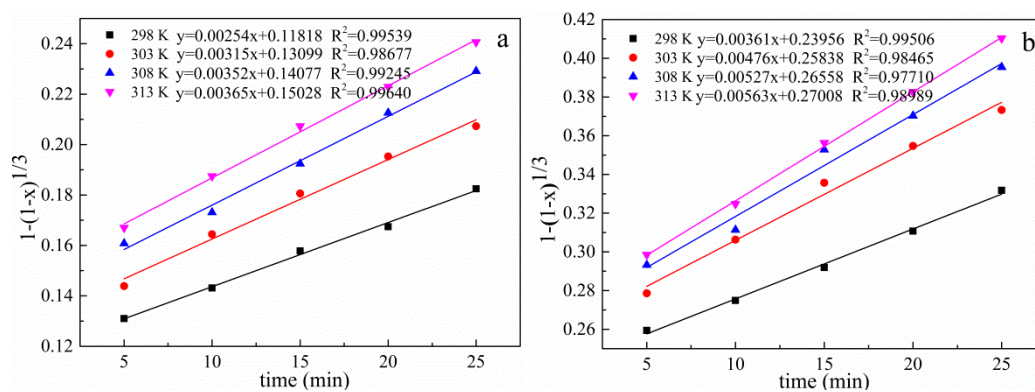 a
298 K y=0.00254x+0.11818 R²=0.99539
303 K y=0.00315x+0.13099 R²=0.98677
308 K y=0.00352x+0.14077 R²=0.99245
313 K y=0.00365x+0.15028 R²=0.99640
1-(1-x)^1/3
0.24
0.22
0.20
0.18
0.16
0.14
0.12
5 10 15 20 25
time (min)
b
298 K y=0.00361x+0.23956 R²=0.99506
303 K y=0.00476x+0.25838 R²=0.98465
308 K y=0.00527x+0.26558 R²=0.97710
313 K y=0.00563x+0.27008 R²=0.98989
1-(1-x)^1/3
0.42
0.40
0.38
0.36
0.34
0.32
0.30
0.28
0.26
5 10 15 20 25
time (min)